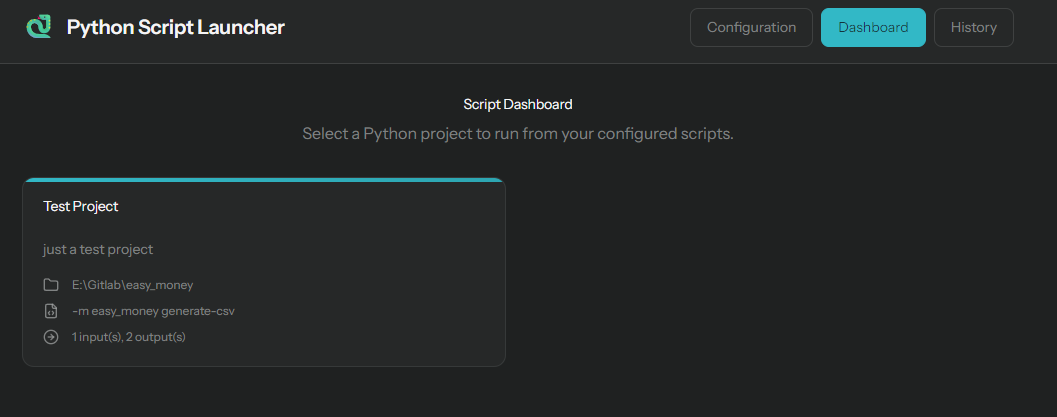 Python Script Launcher
Configuration
Dashboard
History
Script Dashboard
Select a Python project to run from your configured scripts.
Test Project
just a test project
E:\Gitlab\easy_money
-m easy_money generate-csv
1 input(s), 2 output(s)